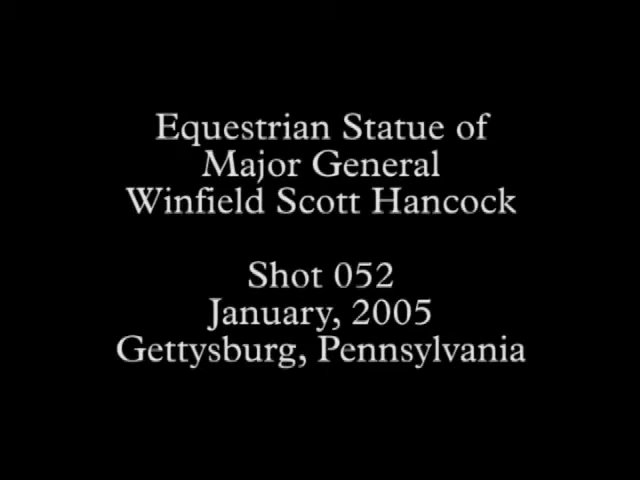 Equestrian Statue of
Major General
Winfield Scott Hancock
Shot 052
January, 2005
Gettysburg, Pennsylvania